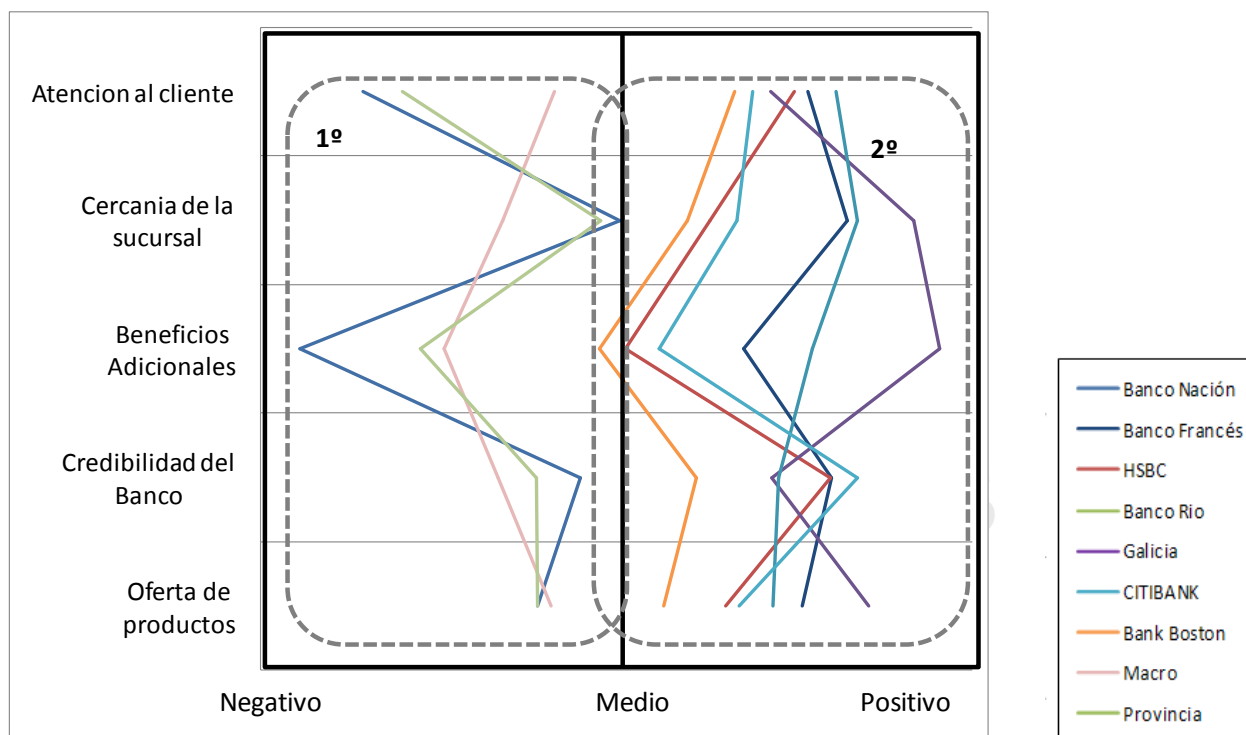 Atencion al cliente
1º
2º
Cercania de la
sucursal
Beneficios
Adicionales
Credibilidad del
Banco
Oferta de
productos
Negativo
Medio
Positivo
Banco Nación
Banco Francés
HSBC
Banco Rio
Galicia
CITIBANK
Bank Boston
Macro
Provincia